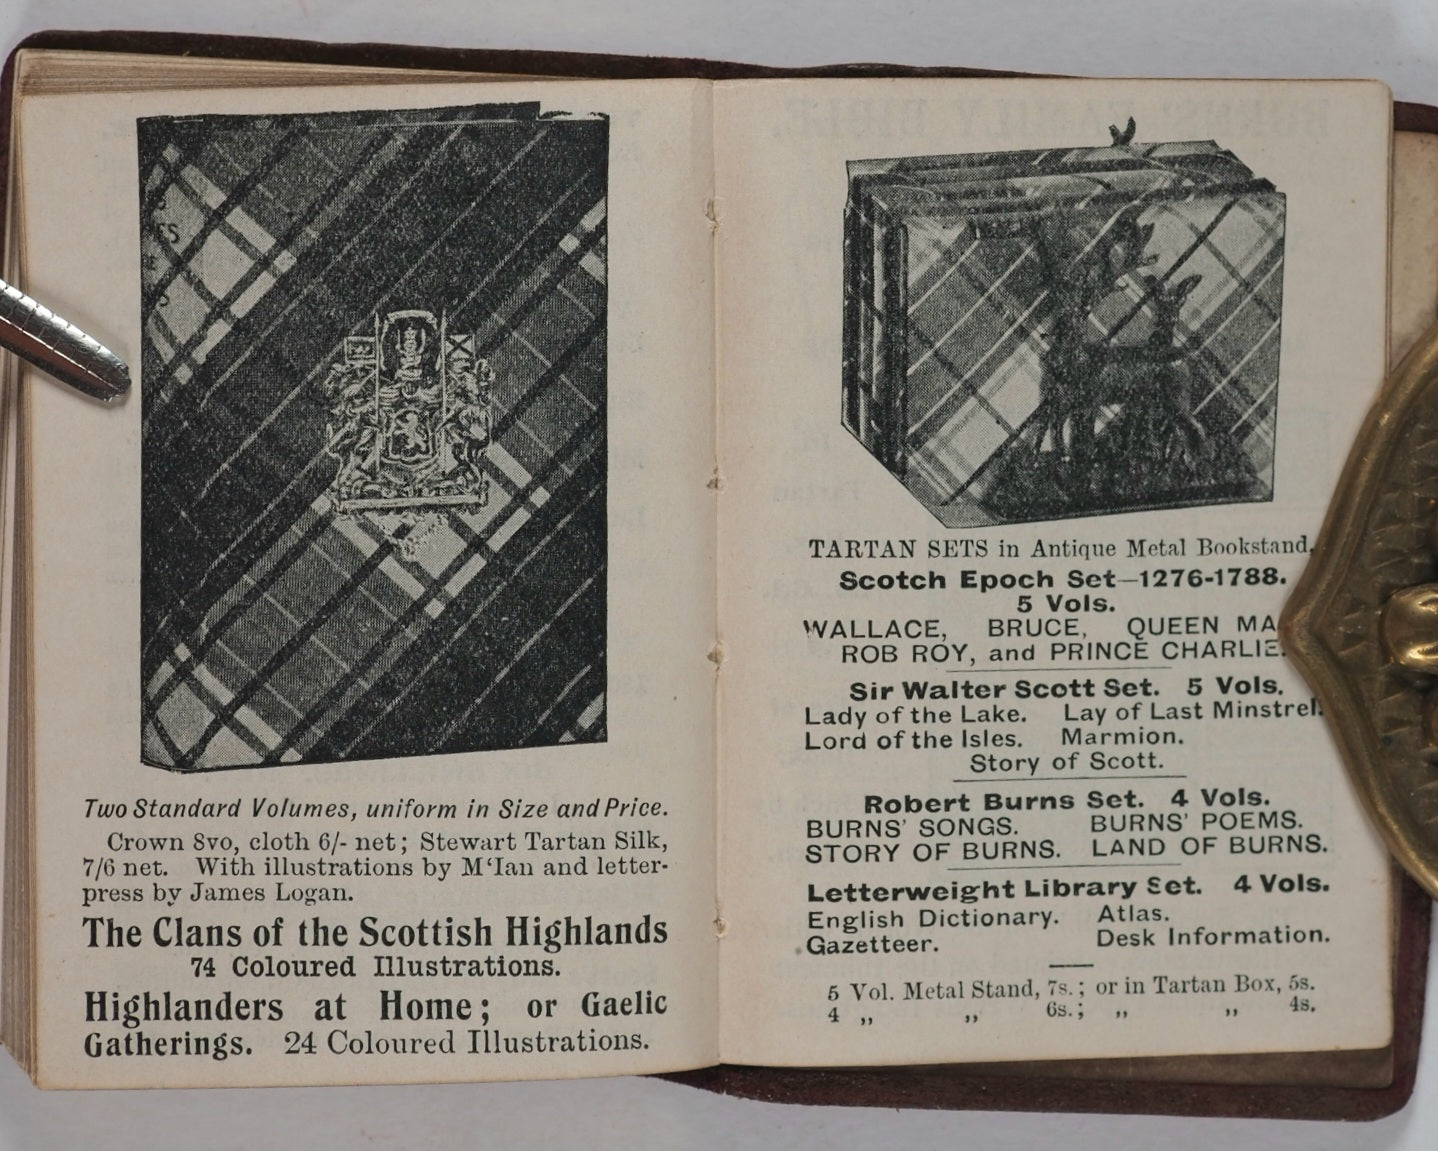 Two Standard Volumes, uniform in Size and Price.
Crown 8vo, cloth 6/- net; Stewart Tartan Silk,
7/6 net. With illustrations by M‘Ian and letter-
press by James Logan.
The Clans of the Scottish Highlands
74 Coloured Illustrations.
Highlanders at Home; or Gaelic
Gatherings. 24 Coloured Illustrations.
TARTAN SETS in Antique Metal Bookstand.
Scotch Epoch Set—1276-1788.
5 Vols.
WALLACE, BRUCE, QUEEN MA
ROB ROY, and PRINCE CHARLIE.
Sir Walter Scott Set. 5 Vols.
Lady of the Lake. Lay of Last Minstrel.
Lord of the Isles. Marmion.
Story of Scott.
Robert Burns Set. 4 Vols.
BURNS' SONGS. BURNS' POEMS.
STORY OF BURNS. LAND OF BURNS.
Letterweight Library Set. 4 Vols.
English Dictionary. Atlas.
Gazetteer. Desk Information.
5 Vol. Metal Stand, 7s.; or in Tartan Box, 5s.
4 ,, ,, 6s.; ,, ,, 4s.